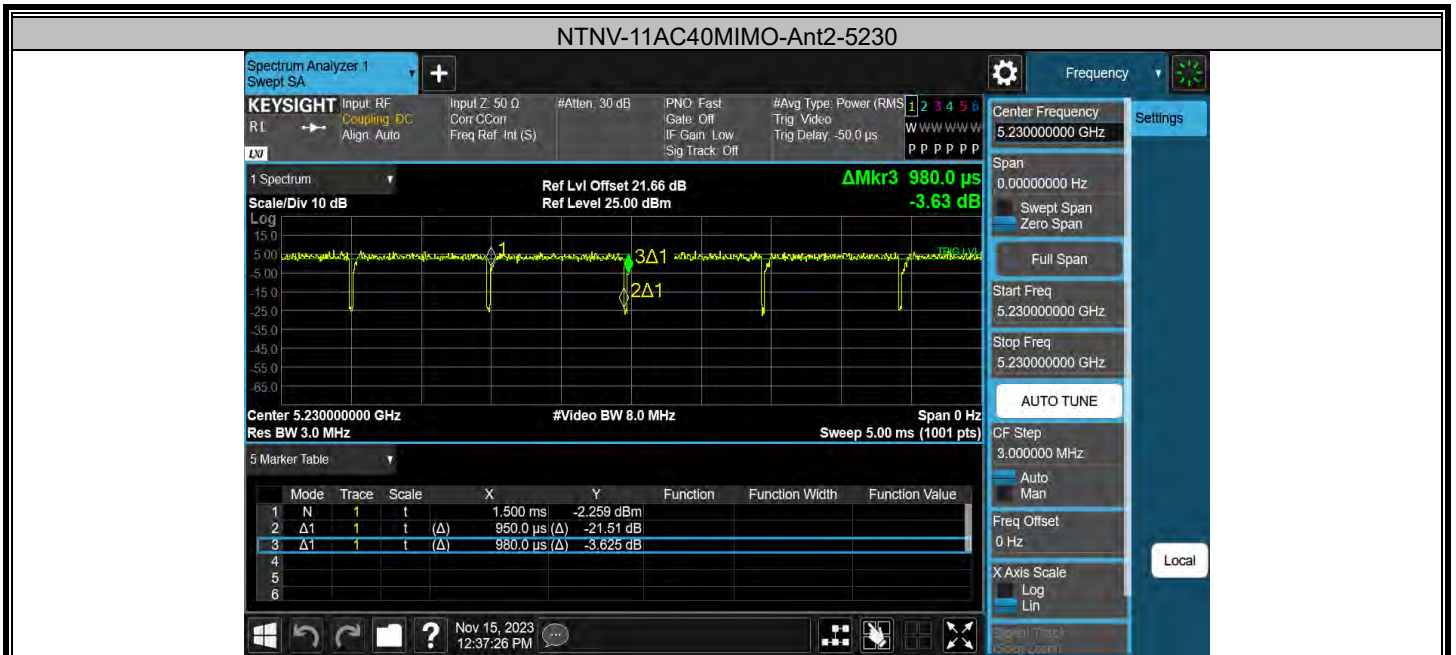 NTNV-11AC40MIMO-Ant2-5230
Spectrum Analyzer 1
Swept SA
+
Frequency
KEYSIGHT
RL
LXI
Input: RF
Coupling: DC
Align: Auto
Input Z: 50 Ω
Corr CCorr
Freq Ref: Int (S)
#Atten: 30 dB
PNO: Fast
Gate: Off
IF Gain: Low
Sig Track: Off
#Avg Type: Power (RMS
Trig: Video
Trig Delay: -50.0 µs
1 2 3 4 5 6
W W W W W W
P P P P P P
Center Frequency
5.230000000 GHz
Settings
1 Spectrum
Scale/Div 10 dB
Ref Lvl Offset 21.66 dB
Ref Level 25.00 dBm
ΔMkr3 980.0 µs
-3.63 dB
Span
0.00000000 Hz
Swept Span
Zero Span
Full Span
Log
15.0
5.00
-5.00
-15.0
-25.0
-35.0
-45.0
-55.0
-65.0
1
3Δ1
2Δ1
TRIG LVL
Start Freq
5.230000000 GHz
Stop Freq
5.230000000 GHz
AUTO TUNE
Center 5.230000000 GHz
Res BW 3.0 MHz
#Video BW 8.0 MHz
Span 0 Hz
Sweep 5.00 ms (1001 pts)
CF Step
3.000000 MHz
Auto
Man
5 Marker Table
Mode Trace Scale X Y Function Function Width Function Value
1 N 1 t 1.500 ms -2.259 dBm
2 Δ1 1 t (Δ) 950.0 µs (Δ) -21.51 dB
3 Δ1 1 t (Δ) 980.0 µs (Δ) -3.625 dB
4
5
6
Freq Offset
0 Hz
Local
X Axis Scale
Log
Lin
Signal Track
(Span Zoom)
?
Nov 15, 2023
12:37:26 PM